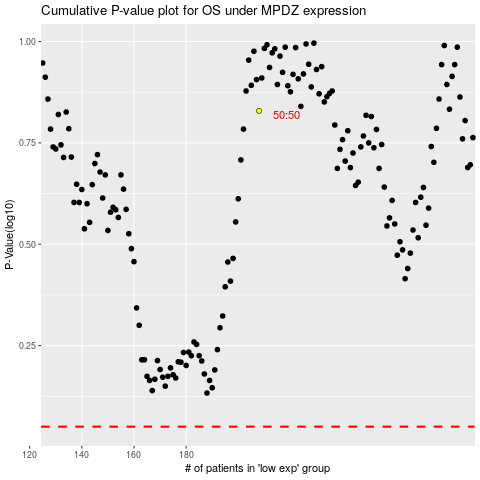 Cumulative P-value plot for OS under MPDZ expression
P-Value(log10)
1.00
0.75
0.50
0.25
50:50
120 140 160 180
# of patients in 'low exp' group